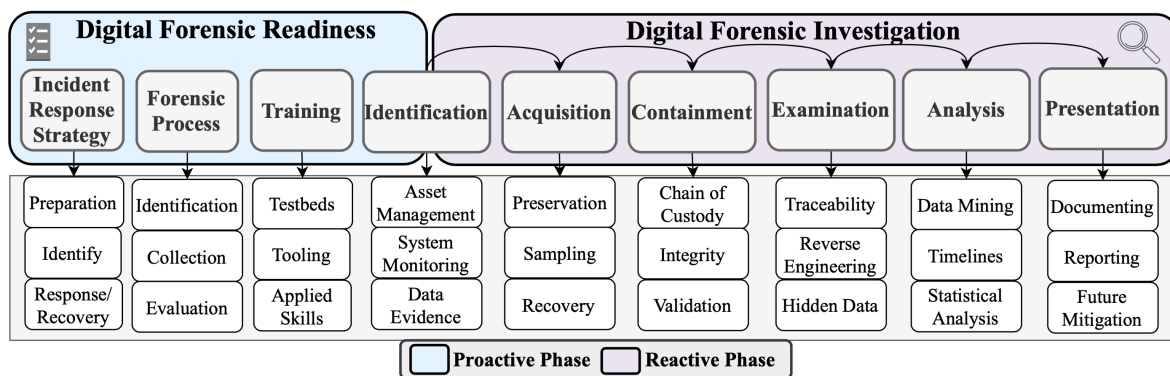 Digital Forensic Readiness
Digital Forensic Investigation
Incident
Response
Strategy
Forensic
Process
Training
Identification
Acquisition
Containment
Examination
Analysis
Presentation
Preparation
Identify
Response/
Recovery
Identification
Collection
Evaluation
Testbeds
Tooling
Applied
Skills
Asset
Management
System
Monitoring
Data
Evidence
Preservation
Sampling
Recovery
Chain of
Custody
Integrity
Validation
Traceability
Reverse
Engineering
Hidden Data
Data Mining
Timelines
Statistical
Analysis
Documenting
Reporting
Future
Mitigation
Proactive Phase
Reactive Phase